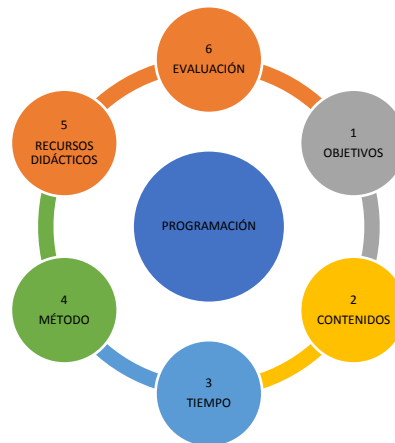 6
EVALUACIÓN
1
OBJETIVOS
2
CONTENIDOS
3
TIEMPO
4
MÉTODO
5
RECURSOS
DIDÁCTICOS
PROGRAMACIÓN